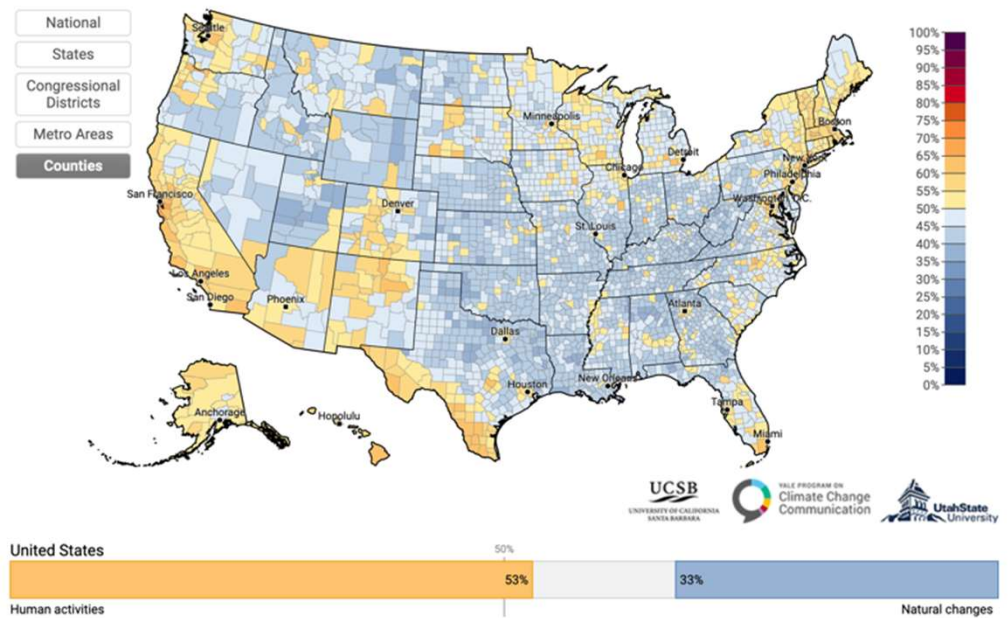 National
States
Congressional
Districts
Metro Areas
Counties
Seattle
San Francisco
Los Angeles
San Diego
Phoenix
Denver
Minneapolis
Chicago
Detroit
St. Louis
Dallas
Houston
New Orleans
Atlanta
Tampa
Miami
Boston
New York
Philadelphia
Washington D.C.
Anchorage
Honolulu
100%
95%
90%
85%
80%
75%
70%
65%
60%
55%
50%
45%
40%
35%
30%
25%
20%
15%
10%
5%
0%
UCSB
UNIVERSITY OF CALIFORNIA
SANTA BARBARA
YALE PROGRAM ON
Climate Change
Communication
UtahState
University
United States
50%
53%
33%
Human activities
Natural changes